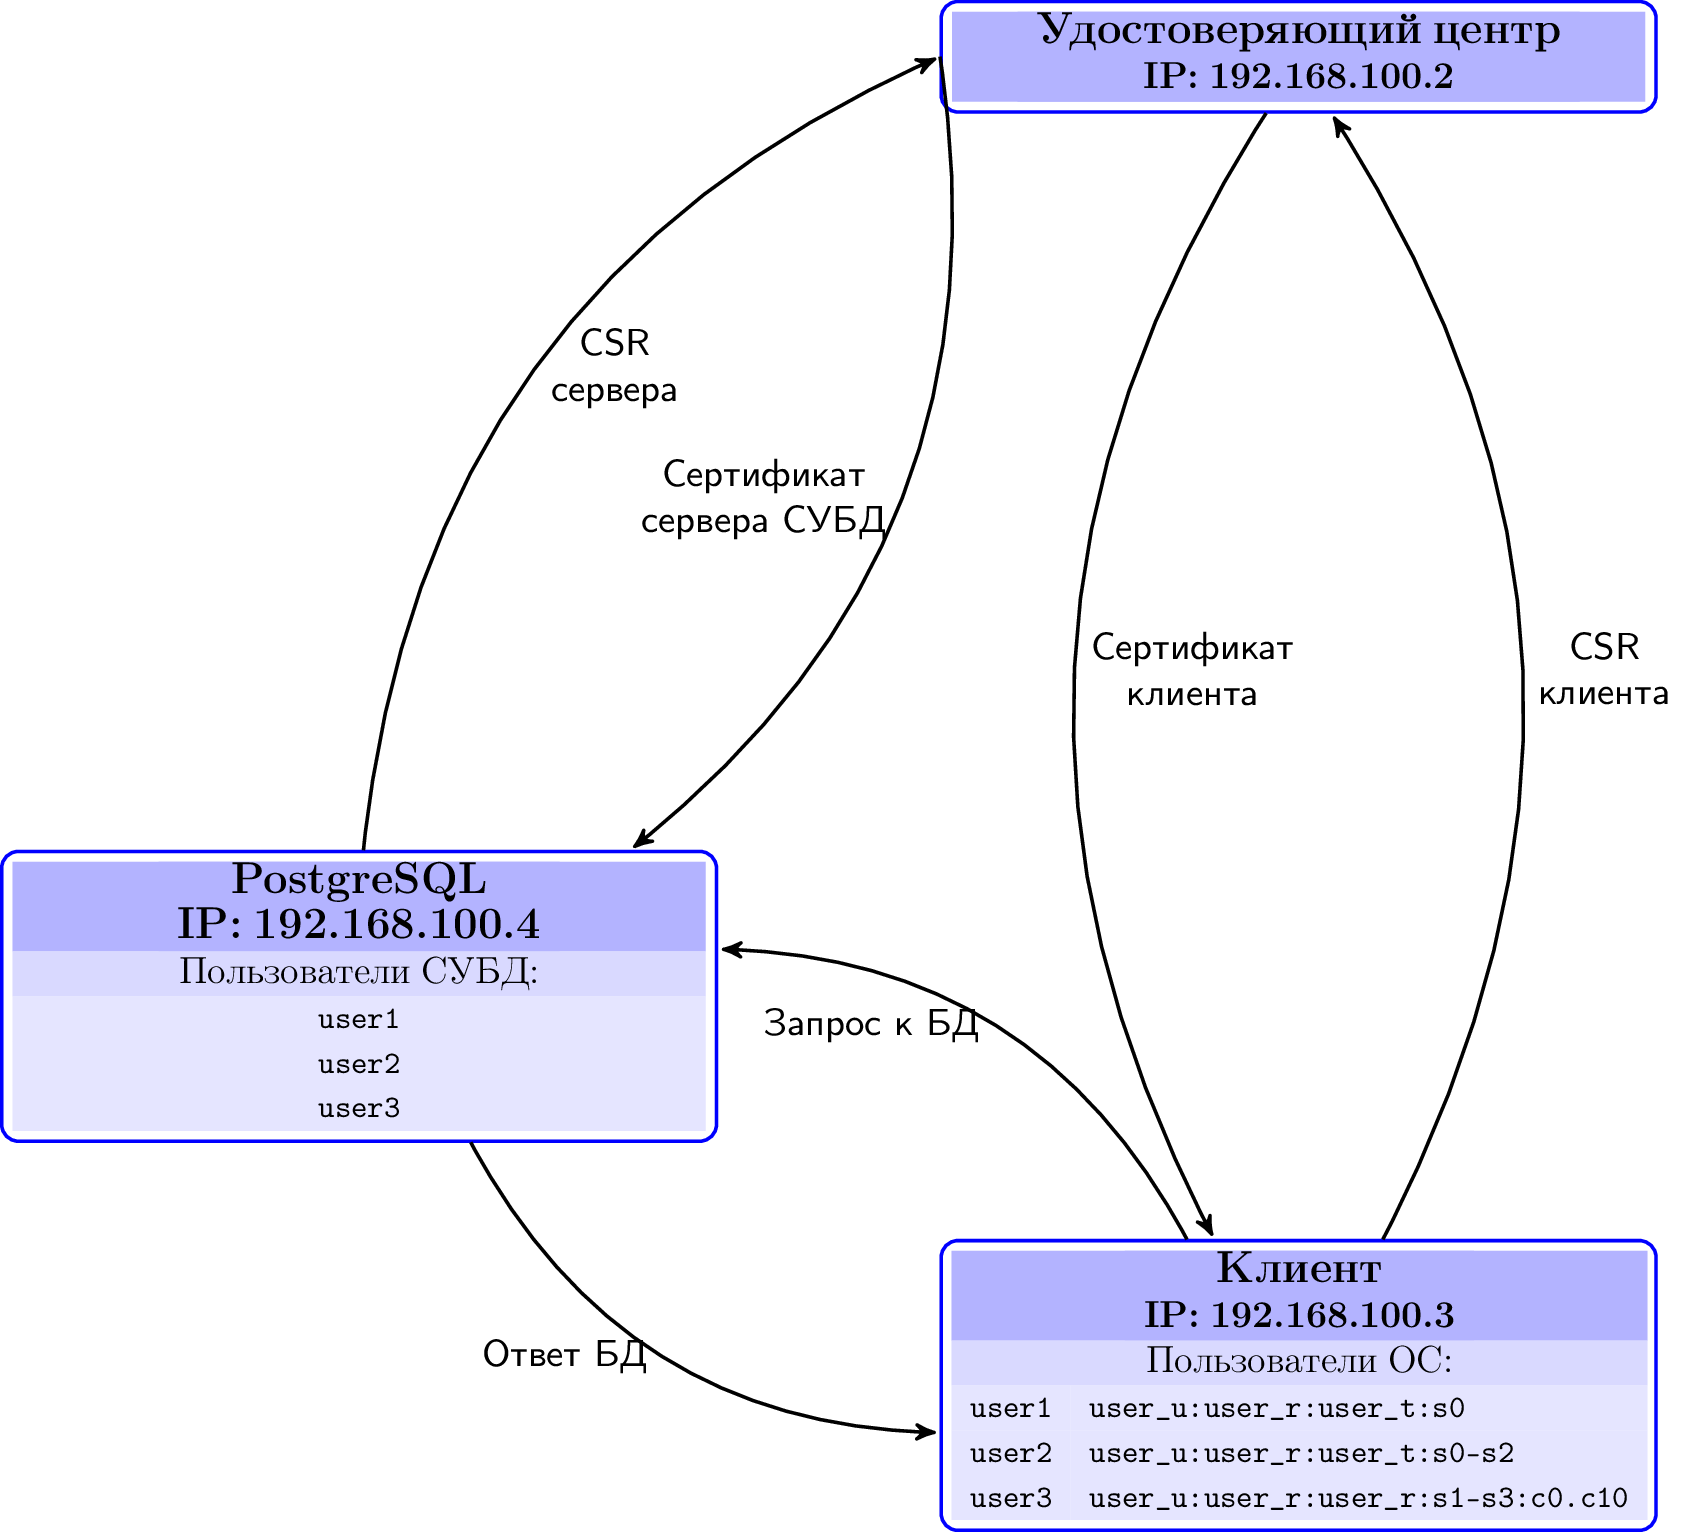 Удостоверяющий центр
IP: 192.168.100.2
CSR
сервера
Сертификат
сервера СУБД
Сертификат
клиента
CSR
клиента
PostgreSQL
IP: 192.168.100.4
Пользователи СУБД:
user1
user2
user3
Запрос к БД
Ответ БД
Клиент
IP: 192.168.100.3
Пользователи ОС:
user1 user_u:user_r:user_t:s0
user2 user_u:user_r:user_t:s0-s2
user3 user_u:user_r:user_r:s1-s3:c0.c10